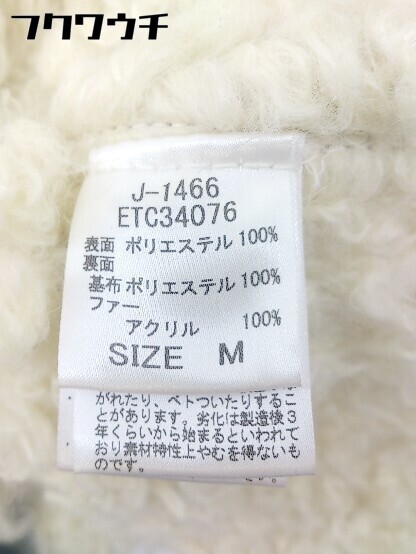 フクワウチ
J-1466
ETC34076
表面 ポリエステル 100%
裏面
基布 ポリエステル 100%
ファー
アクリル 100%
SIZE M
がれたり、ベトついたりするこ
とがあります。劣化は製造後3
年くらいから始まるといわれて
おり素材特性上やむを得ないも
のです。